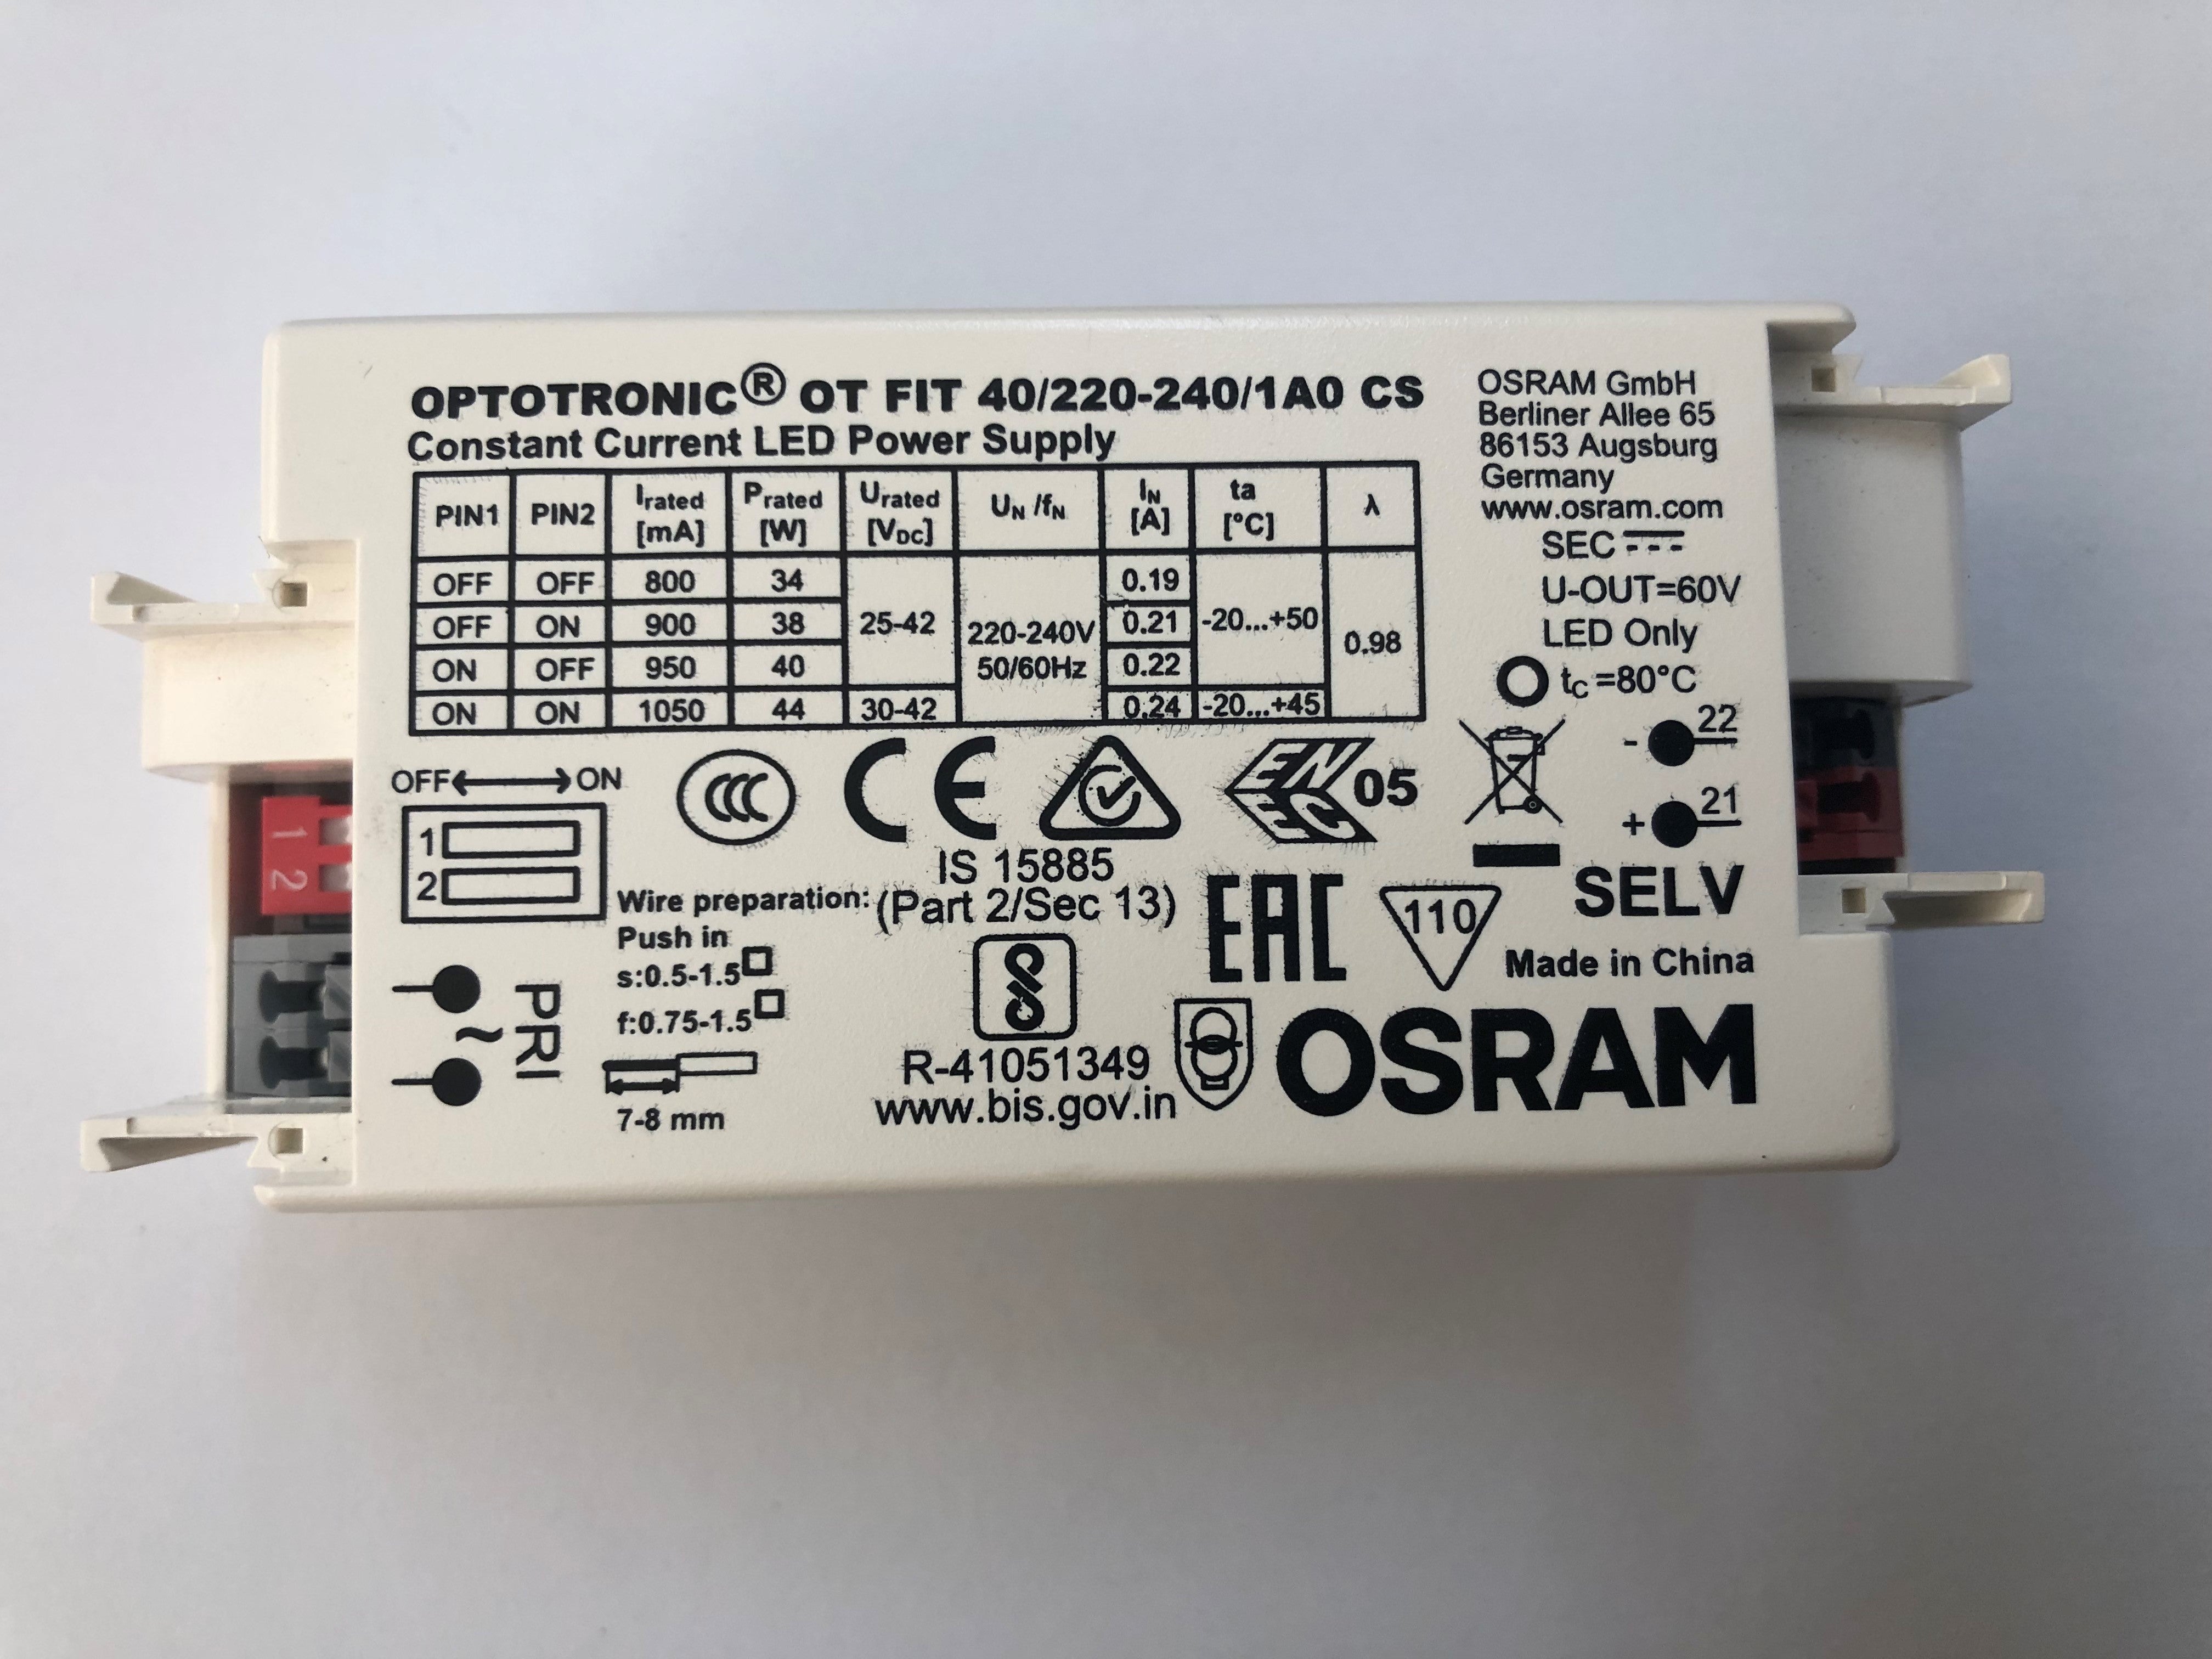 OPTOTRONIC® OT FIT 40/220-240/1A0 CS
Constant Current LED Power Supply
PIN1 PIN2 Irated [mA] Prated [W] Urated [VDC] UN /fN IN [A] ta [°C] λ
OFF OFF 800 34 25-42 220-240V 50/60Hz 0.19 -20...+50 0.98
OFF ON 900 38 0.21
ON OFF 950 40 0.22
ON ON 1050 44 30-42 0.24 -20...+45
OSRAM GmbH
Berliner Allee 65
86153 Augsburg
Germany
www.osram.com
SEC
U-OUT=60V
LED Only
tc =80°C
- 22
+ 21
SELV
Made in China
OFF ON
1
2
1
2
CCC
CE
ENEC 05
IS 15885
(Part 2/Sec 13)
R-41051349
www.bis.gov.in
EAC
110
Wire preparation:
Push in
s:0.5-1.5
f:0.75-1.5
7-8 mm
~
PRI
OSRAM